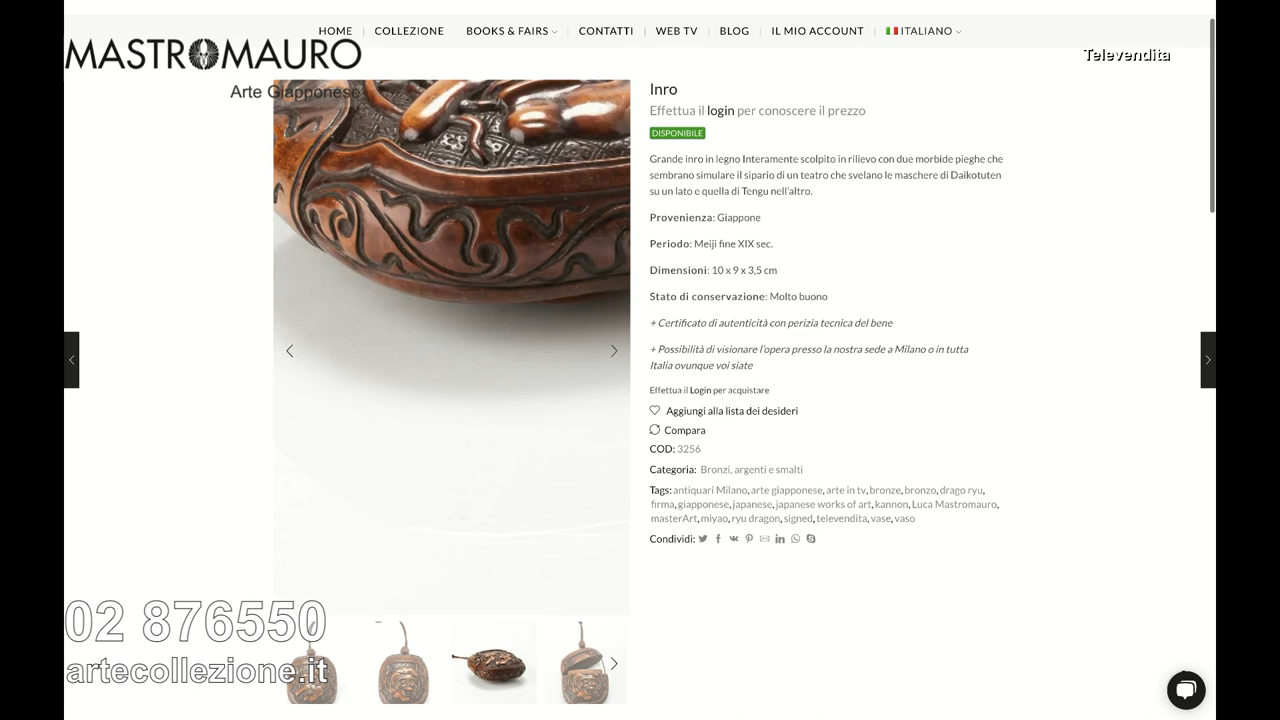 HOME
COLLEZIONE
BOOKS & FAIRS
CONTATTI
WEB TV
BLOG
IL MIO ACCOUNT
ITALIANO
MASTROMAURO
Arte Giapponese
Televendita
Inro
Effettua il login per conoscere il prezzo
DISPONIBILE
Grande inro in legno Interamente scolpito in rilievo con due morbide pieghe che
sembrano simulare il sipario di un teatro che svelano le maschere di Daikotuten
su un lato e quella di Tengu nell'altro.
Provenienza: Giappone
Periodo: Meiji fine XIX sec.
Dimensioni: 10 x 9 x 3,5 cm
Stato di conservazione: Molto buono
+ Certificato di autenticità con perizia tecnica del bene
+ Possibilità di visionare l'opera presso la nostra sede a Milano o in tutta
Italia ovunque voi siate
Effettua il Login per acquistare
Aggiungi alla lista dei desideri
Compara
COD: 3256
Categoria: Bronzi, argenti e smalti
Tags: antiquari Milano, arte giapponese, arte in tv, bronze, bronzo, drago ryu,
firma, giapponese, japanese, japanese works of art, kannon, Luca Mastromauro,
masterArt, miyao, ryu dragon, signed, televendita, vase, vaso
Condividi:
02 876550
artecollezione.it